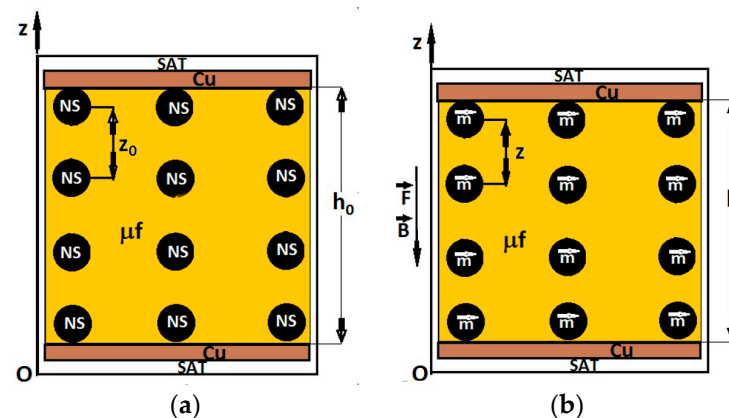 z
SAT
Cu
NS NS NS
z₀
NS NS NS
h₀
μf
NS NS NS
NS NS NS
Cu
O
SAT
(a)
z
SAT
Cu
m m m
z
m m m
F
B
μf
m m m
m m m
Cu
O
SAT
(b)